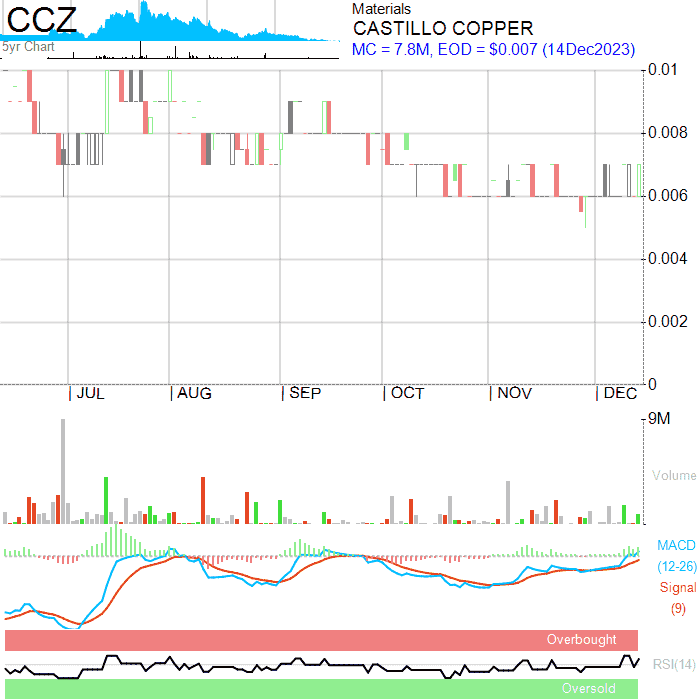 CCZ
5yr Chart
Materials
CASTILLO COPPER
MC = 7.8M, EOD = $0.007 (14Dec2023)
0.01
0.008
0.006
0.004
0.002
0
JUL AUG SEP OCT NOV DEC
9M
Volume
MACD
(12-26)
Signal
(9)
Overbought
RSI(14)
Oversold